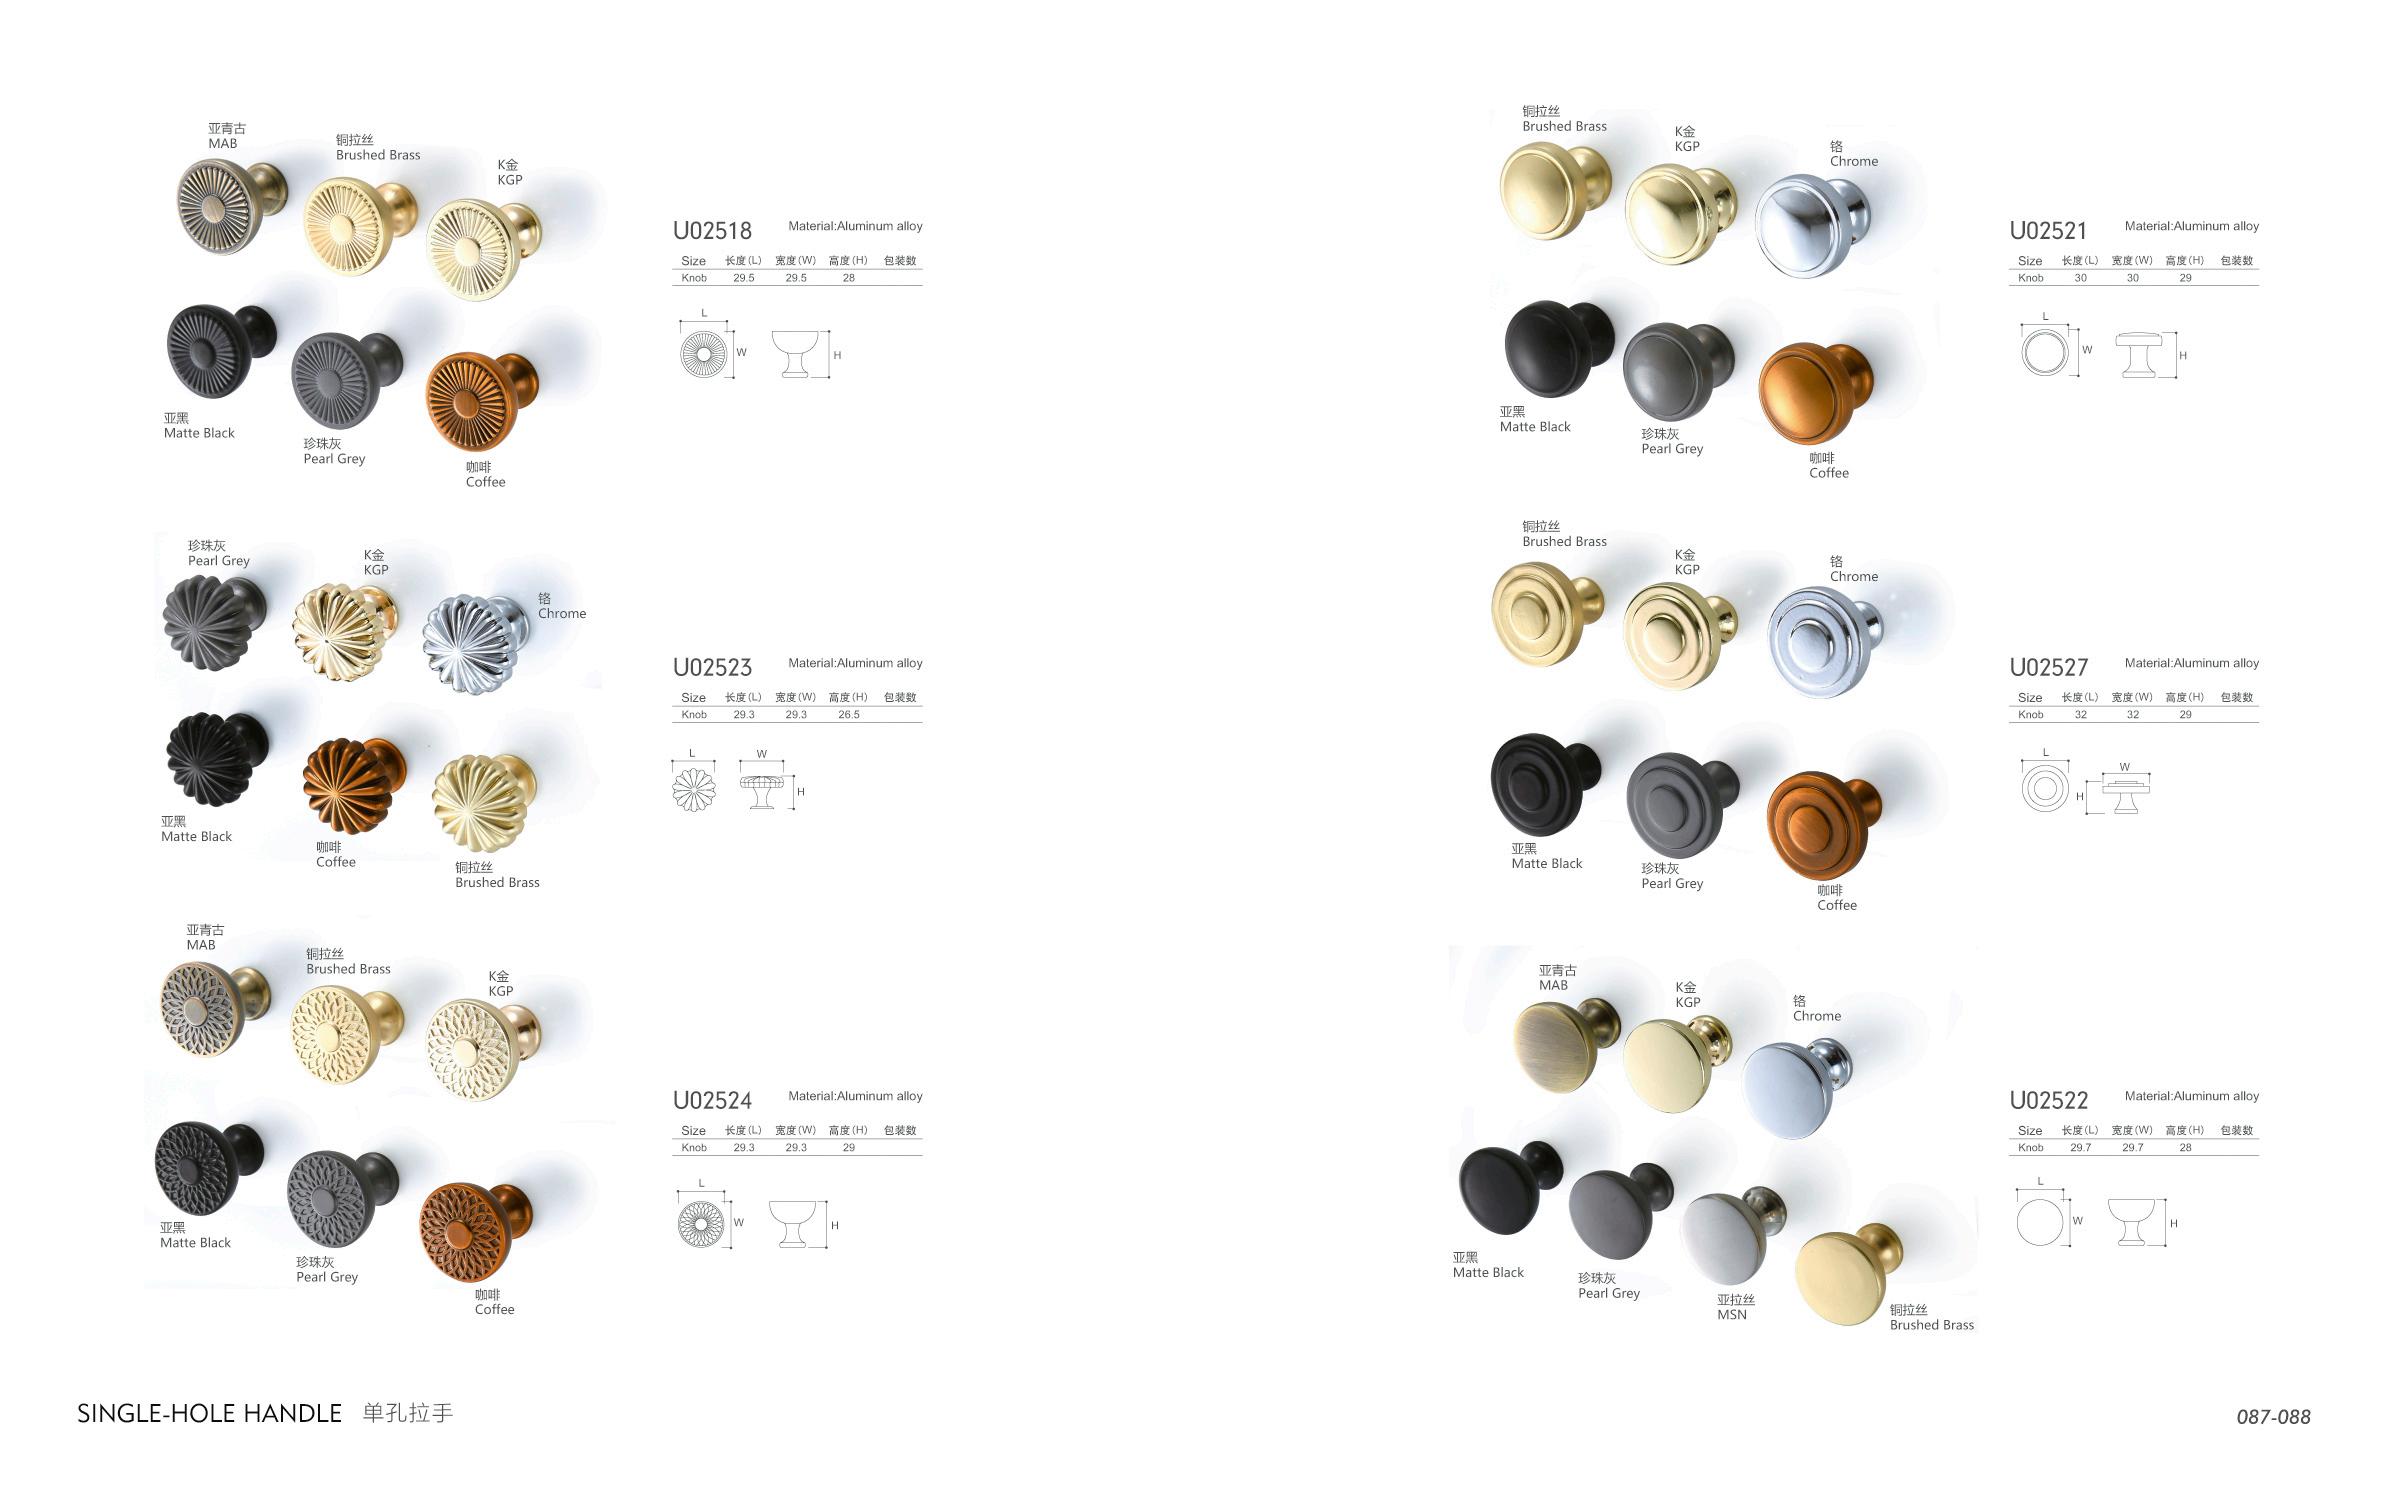 亚青古
MAB
铜拉丝
Brushed Brass
K金
KGP
亚黑
Matte Black
珍珠灰
Pearl Grey
咖啡
Coffee
U02518 Material:Aluminum alloy
Size 长度(L) 宽度(W) 高度(H) 包装数
Knob 29.5 29.5 28
L
W
H
珍珠灰
Pearl Grey
K金
KGP
铬
Chrome
亚黑
Matte Black
咖啡
Coffee
铜拉丝
Brushed Brass
U02523 Material:Aluminum alloy
Size 长度(L) 宽度(W) 高度(H) 包装数
Knob 29.3 29.3 26.5
L
W
H
亚青古
MAB
铜拉丝
Brushed Brass
K金
KGP
亚黑
Matte Black
珍珠灰
Pearl Grey
咖啡
Coffee
U02524 Material:Aluminum alloy
Size 长度(L) 宽度(W) 高度(H) 包装数
Knob 29.3 29.3 29
L
W
H
铜拉丝
Brushed Brass
K金
KGP
铬
Chrome
亚黑
Matte Black
珍珠灰
Pearl Grey
咖啡
Coffee
U02521 Material:Aluminum alloy
Size 长度(L) 宽度(W) 高度(H) 包装数
Knob 30 30 29
L
W
H
铜拉丝
Brushed Brass
K金
KGP
铬
Chrome
亚黑
Matte Black
珍珠灰
Pearl Grey
咖啡
Coffee
U02527 Material:Aluminum alloy
Size 长度(L) 宽度(W) 高度(H) 包装数
Knob 32 32 29
L
W
H
亚青古
MAB
K金
KGP
铬
Chrome
亚黑
Matte Black
珍珠灰
Pearl Grey
亚拉丝
MSN
铜拉丝
Brushed Brass
U02522 Material:Aluminum alloy
Size 长度(L) 宽度(W) 高度(H) 包装数
Knob 29.7 29.7 28
L
W
H
SINGLE-HOLE HANDLE 单孔拉手
087-088